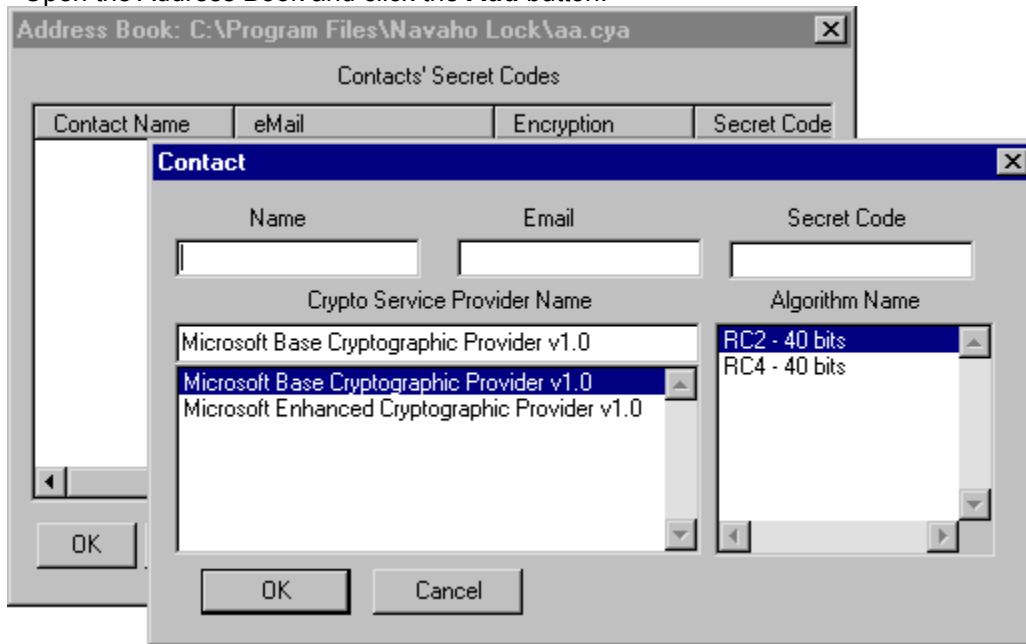 Open the Address Book and click the Add button.
Address Book: C:\Program Files\Navaho Lock\aa.cya
Contacts' Secret Codes
Contact Name eMail Encryption Secret Code
Contact
Name Email Secret Code
Crypto Service Provider Name Algorithm Name
Microsoft Base Cryptographic Provider v1.0
RC2 - 40 bits
Microsoft Base Cryptographic Provider v1.0
RC4 - 40 bits
Microsoft Enhanced Cryptographic Provider v1.0
OK
OK Cancel